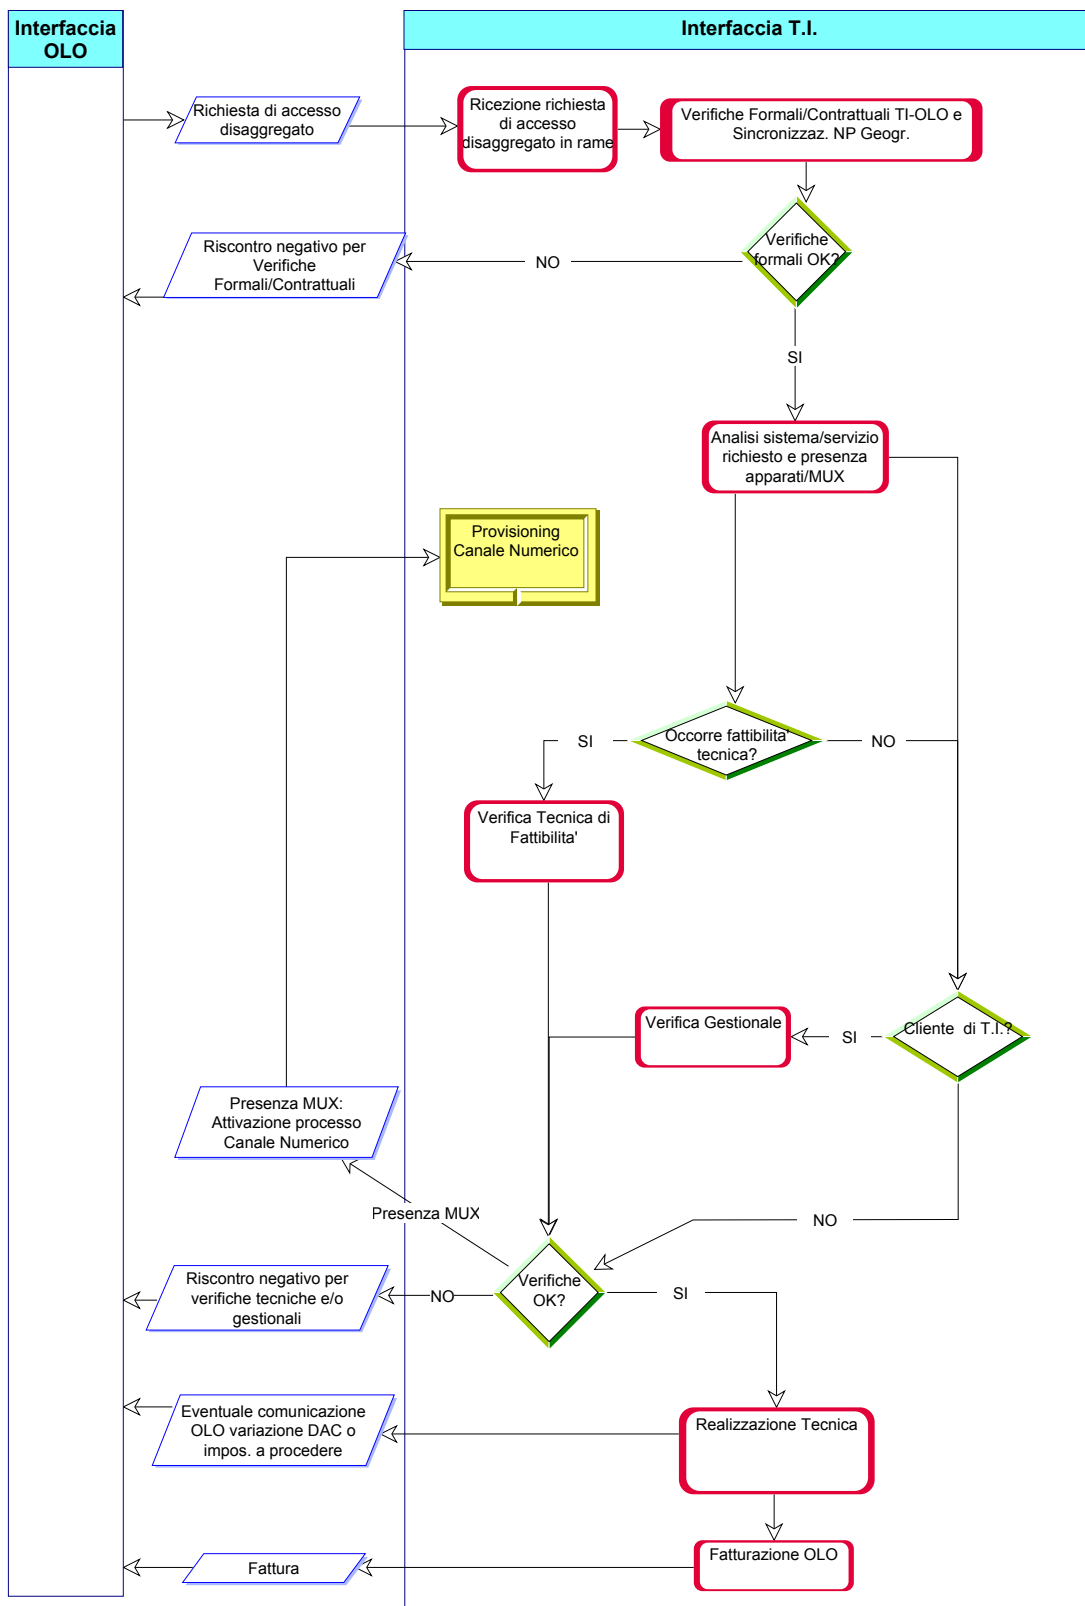 Interfaccia
OLO
Interfaccia T.I.
Richiesta di accesso
disaggregato
Ricezione richiesta
di accesso
disaggregato in rame
Verifiche Formali/Contrattuali TI-OLO e
Sincronizzaz. NP Geogr.
Verifiche
formali OK?
NO
Riscontro negativo per
Verifiche
Formali/Contrattuali
SI
Analisi sistema/servizio
richiesto e presenza
apparati/MUX
Provisioning
Canale Numerico
Occorre fattibilita'
tecnica?
SI
NO
Verifica Tecnica di
Fattibilita'
Verifica Gestionale
SI
Cliente di T.I.?
Presenza MUX:
Attivazione processo
Canale Numerico
Presenza MUX
NO
Riscontro negativo per
verifiche tecniche e/o
gestionali
NO
Verifiche
OK?
SI
Eventuale comunicazione
OLO variazione DAC o
impos. a procedere
Realizzazione Tecnica
Fattura
Fatturazione OLO